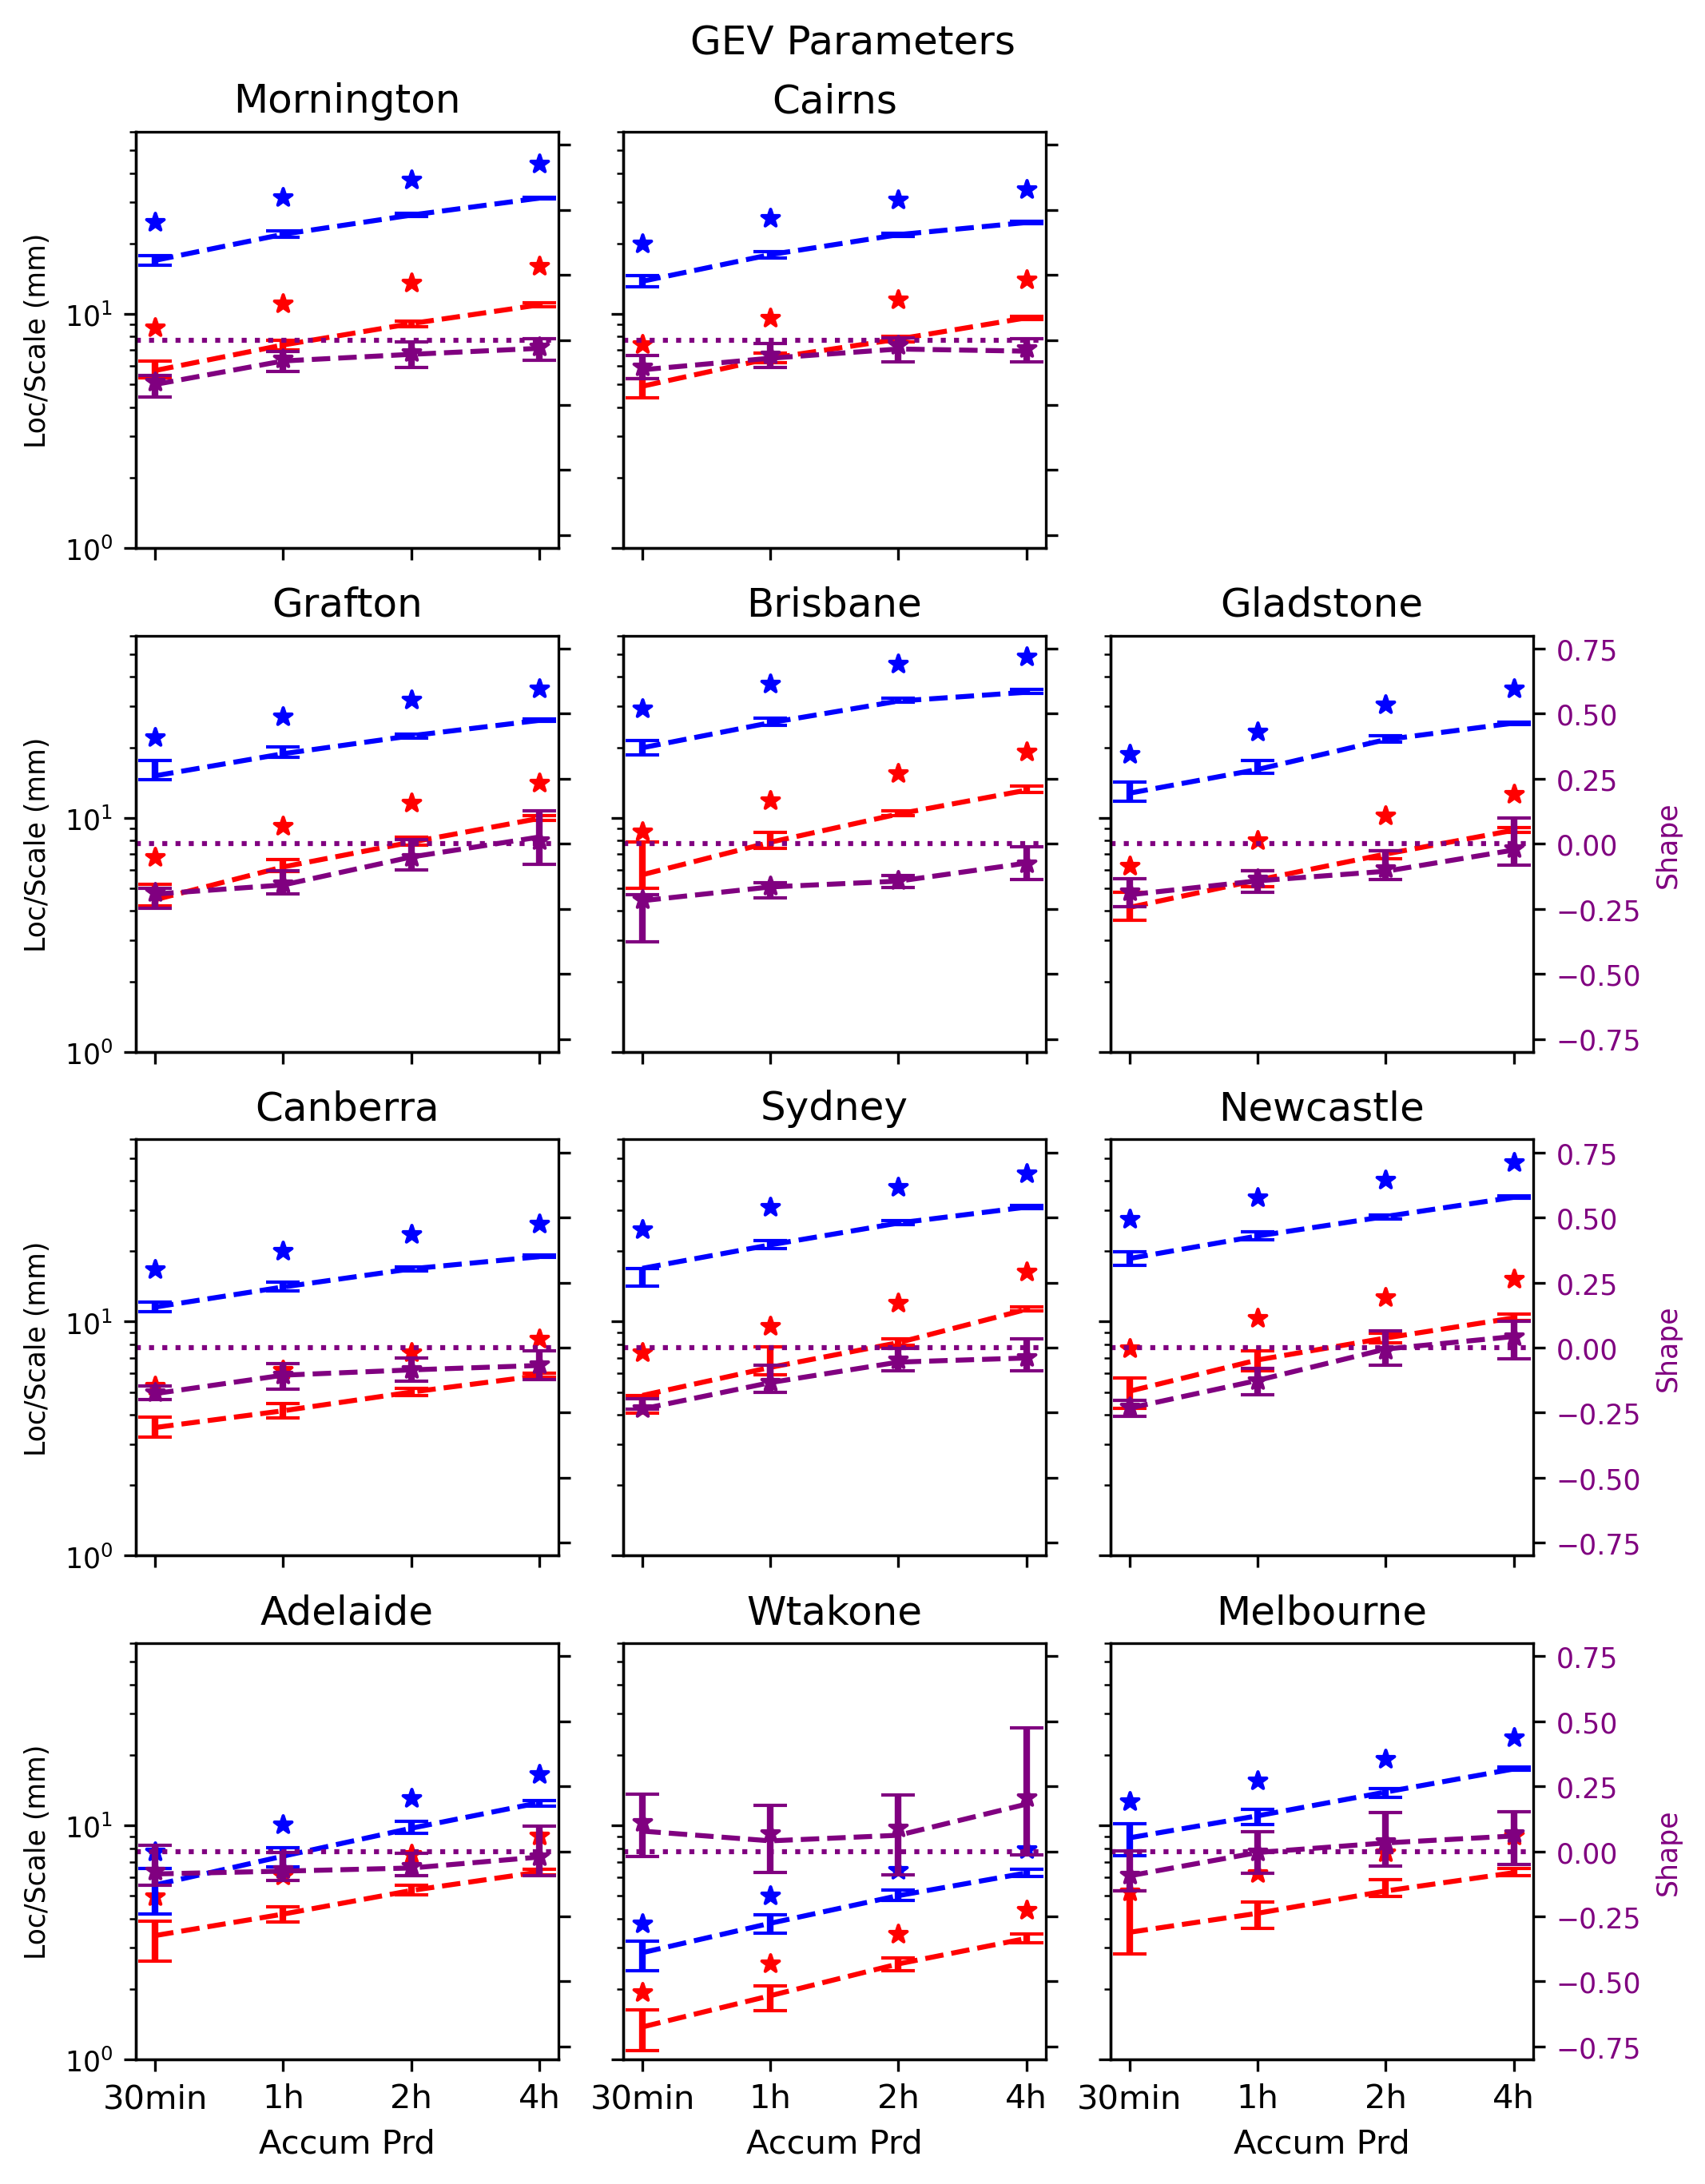 GEV Parameters
Mornington
Cairns
Loc/Scale (mm)
10¹
10⁰
Grafton
Brisbane
Gladstone
Loc/Scale (mm)
10¹
10⁰
0.75
0.50
0.25
0.00
−0.25
−0.50
−0.75
Shape
Canberra
Sydney
Newcastle
Loc/Scale (mm)
10¹
10⁰
0.75
0.50
0.25
0.00
−0.25
−0.50
−0.75
Shape
Adelaide
Wtakone
Melbourne
Loc/Scale (mm)
10¹
10⁰
0.75
0.50
0.25
0.00
−0.25
−0.50
−0.75
Shape
30min 1h 2h 4h
30min 1h 2h 4h
30min 1h 2h 4h
Accum Prd
Accum Prd
Accum Prd